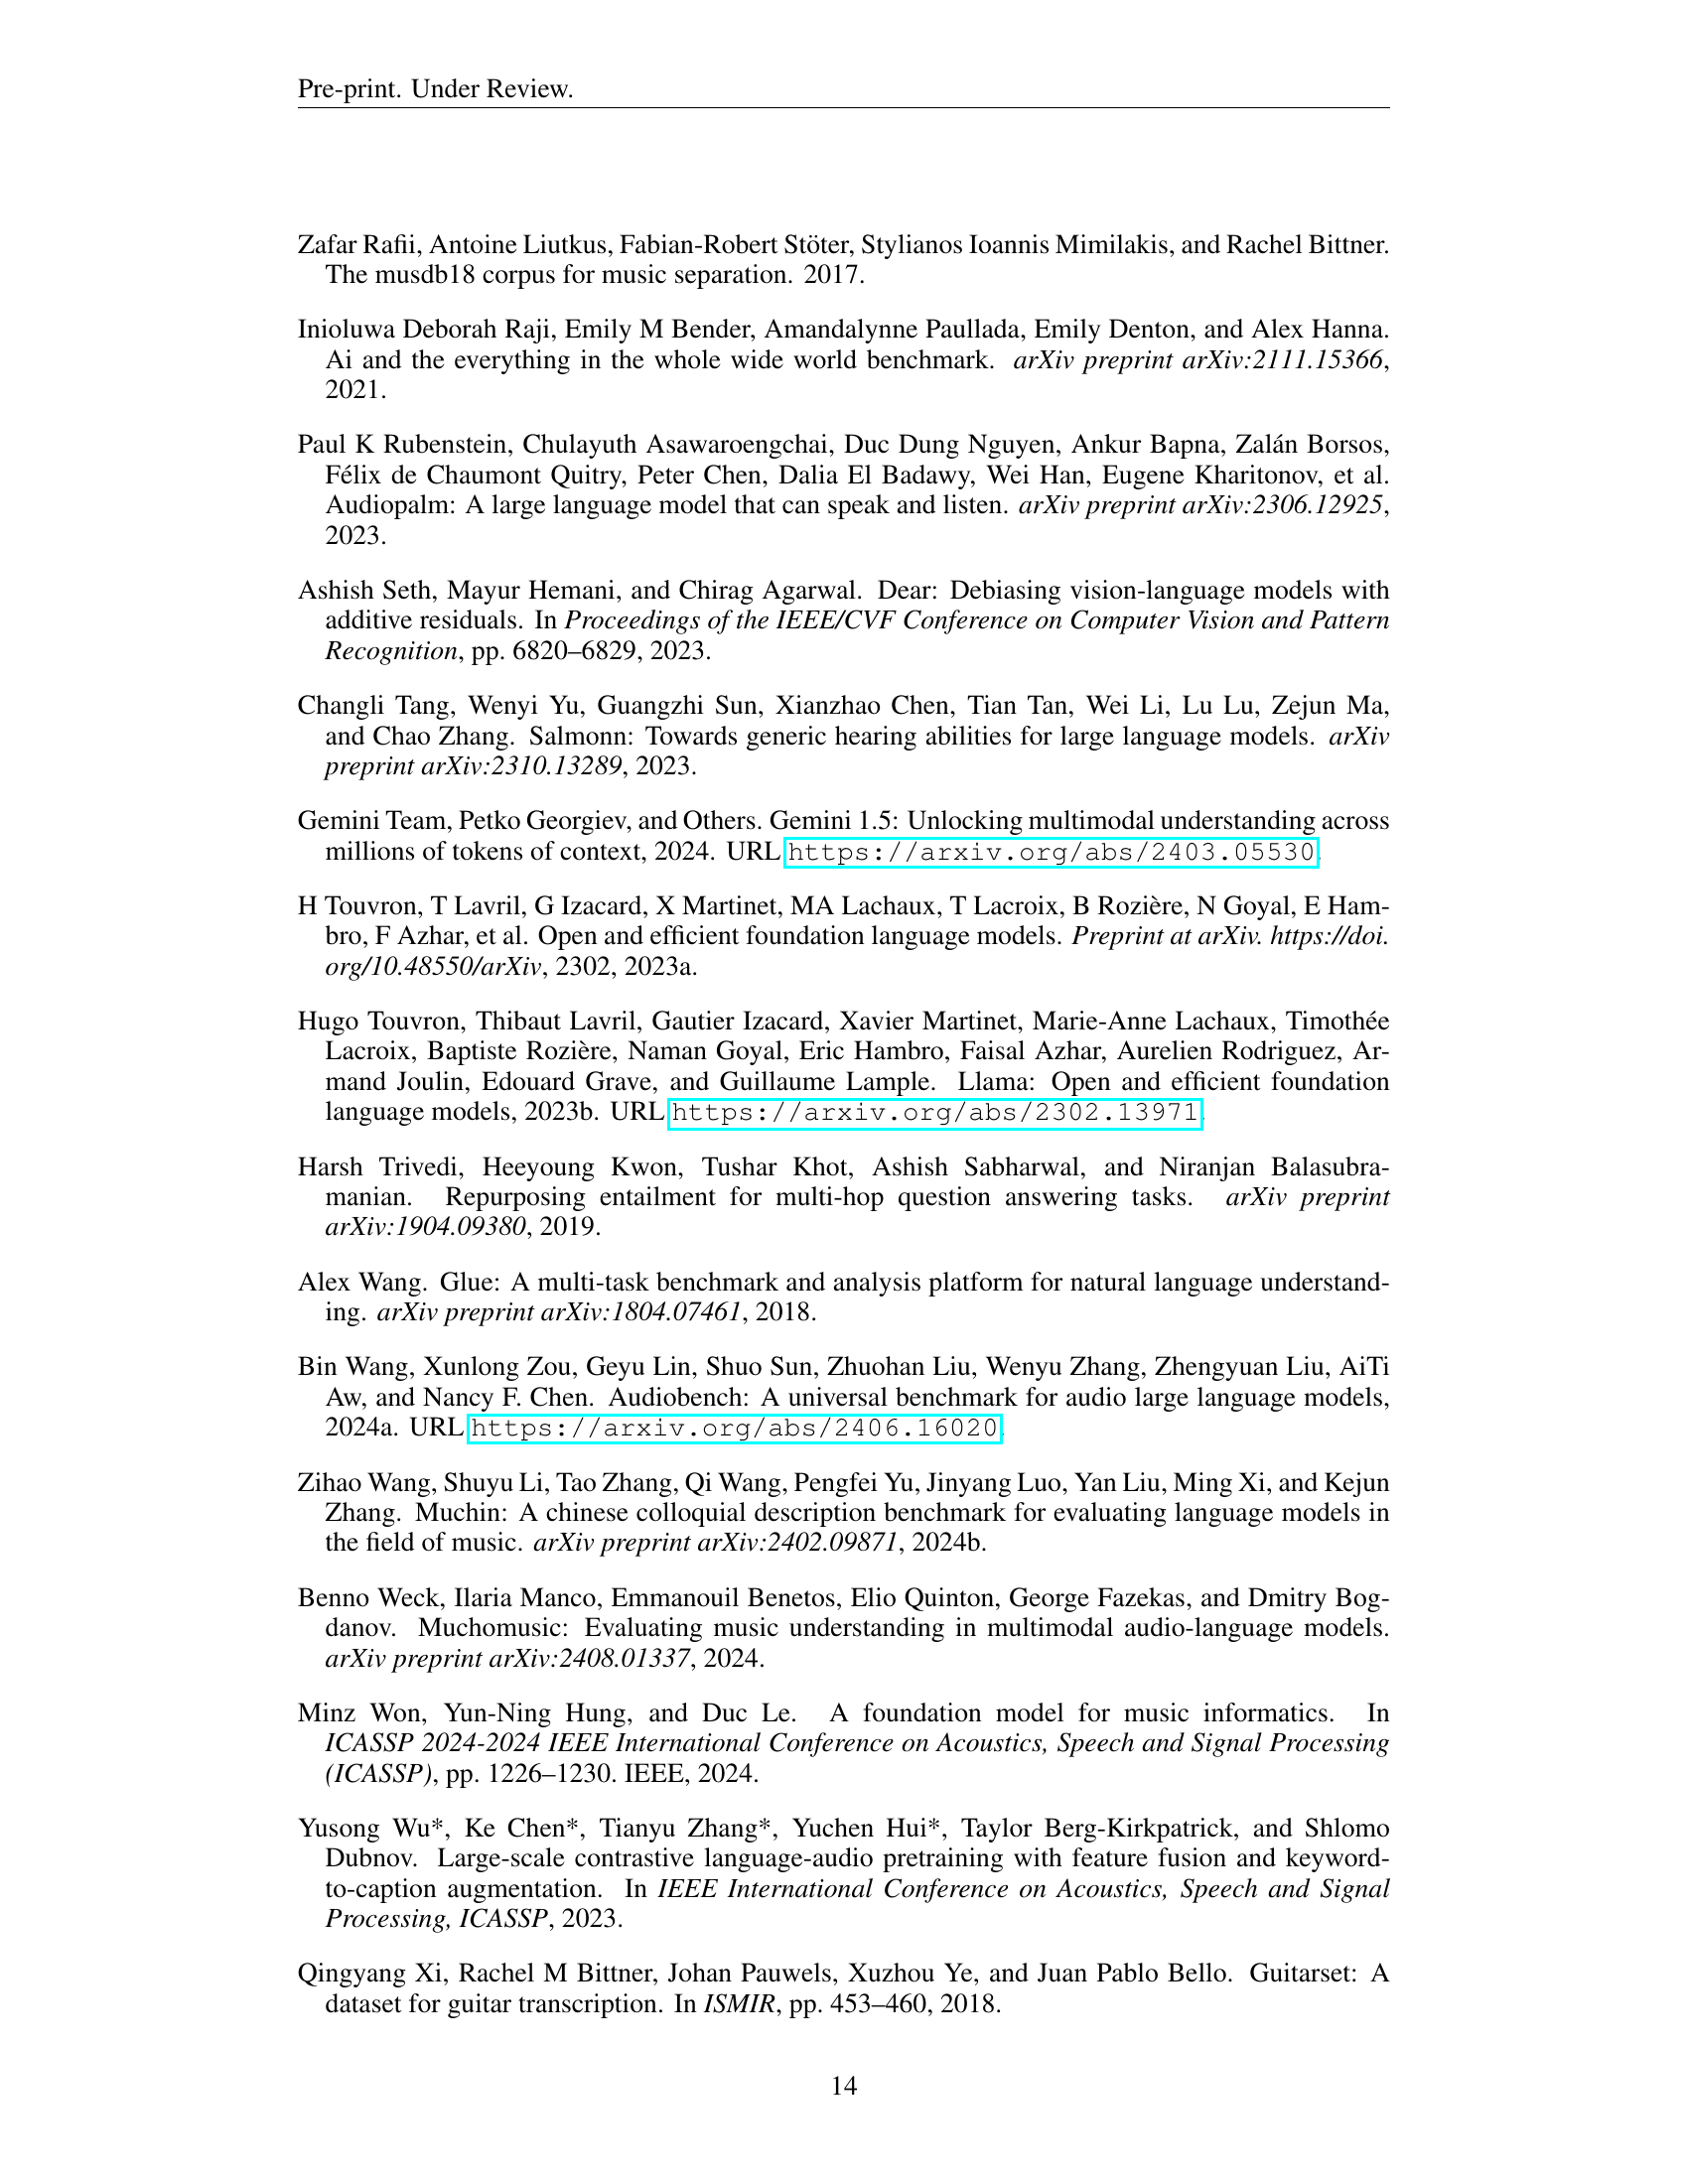 Pre-print. Under Review.
Zafar Rafii, Antoine Liutkus, Fabian-Robert Stöter, Stylianos Ioannis Mimilakis, and Rachel Bittner.
The musdb18 corpus for music separation. 2017.
Inioluwa Deborah Raji, Emily M Bender, Amandalynne Paullada, Emily Denton, and Alex Hanna.
Ai and the everything in the whole wide world benchmark. arXiv preprint arXiv:2111.15366,
2021.
Paul K Rubenstein, Chulayuth Asawaroengchai, Duc Dung Nguyen, Ankur Bapna, Zalán Borsos,
Félix de Chaumont Quitry, Peter Chen, Dalia El Badawy, Wei Han, Eugene Kharitonov, et al.
Audiopalm: A large language model that can speak and listen. arXiv preprint arXiv:2306.12925,
2023.
Ashish Seth, Mayur Hemani, and Chirag Agarwal. Dear: Debiasing vision-language models with
additive residuals. In Proceedings of the IEEE/CVF Conference on Computer Vision and Pattern
Recognition, pp. 6820–6829, 2023.
Changli Tang, Wenyi Yu, Guangzhi Sun, Xianzhao Chen, Tian Tan, Wei Li, Lu Lu, Zejun Ma,
and Chao Zhang. Salmonn: Towards generic hearing abilities for large language models. arXiv
preprint arXiv:2310.13289, 2023.
Gemini Team, Petko Georgiev, and Others. Gemini 1.5: Unlocking multimodal understanding across
millions of tokens of context, 2024. URL https://arxiv.org/abs/2403.05530.
H Touvron, T Lavril, G Izacard, X Martinet, MA Lachaux, T Lacroix, B Rozière, N Goyal, E Ham-
bro, F Azhar, et al. Open and efficient foundation language models. Preprint at arXiv. https://doi.
org/10.48550/arXiv, 2302, 2023a.
Hugo Touvron, Thibaut Lavril, Gautier Izacard, Xavier Martinet, Marie-Anne Lachaux, Timothée
Lacroix, Baptiste Rozière, Naman Goyal, Eric Hambro, Faisal Azhar, Aurelien Rodriguez, Ar-
mand Joulin, Edouard Grave, and Guillaume Lample. Llama: Open and efficient foundation
language models, 2023b. URL https://arxiv.org/abs/2302.13971.
Harsh Trivedi, Heeyoung Kwon, Tushar Khot, Ashish Sabharwal, and Niranjan Balasubra-
manian. Repurposing entailment for multi-hop question answering tasks. arXiv preprint
arXiv:1904.09380, 2019.
Alex Wang. Glue: A multi-task benchmark and analysis platform for natural language understand-
ing. arXiv preprint arXiv:1804.07461, 2018.
Bin Wang, Xunlong Zou, Geyu Lin, Shuo Sun, Zhuohan Liu, Wenyu Zhang, Zhengyuan Liu, AiTi
Aw, and Nancy F. Chen. Audiobench: A universal benchmark for audio large language models,
2024a. URL https://arxiv.org/abs/2406.16020.
Zihao Wang, Shuyu Li, Tao Zhang, Qi Wang, Pengfei Yu, Jinyang Luo, Yan Liu, Ming Xi, and Kejun
Zhang. Muchin: A chinese colloquial description benchmark for evaluating language models in
the field of music. arXiv preprint arXiv:2402.09871, 2024b.
Benno Weck, Ilaria Manco, Emmanouil Benetos, Elio Quinton, George Fazekas, and Dmitry Bog-
danov. Muchomusic: Evaluating music understanding in multimodal audio-language models.
arXiv preprint arXiv:2408.01337, 2024.
Minz Won, Yun-Ning Hung, and Duc Le. A foundation model for music informatics. In
ICASSP 2024-2024 IEEE International Conference on Acoustics, Speech and Signal Processing
(ICASSP), pp. 1226–1230. IEEE, 2024.
Yusong Wu*, Ke Chen*, Tianyu Zhang*, Yuchen Hui*, Taylor Berg-Kirkpatrick, and Shlomo
Dubnov. Large-scale contrastive language-audio pretraining with feature fusion and keyword-
to-caption augmentation. In IEEE International Conference on Acoustics, Speech and Signal
Processing, ICASSP, 2023.
Qingyang Xi, Rachel M Bittner, Johan Pauwels, Xuzhou Ye, and Juan Pablo Bello. Guitarset: A
dataset for guitar transcription. In ISMIR, pp. 453–460, 2018.
14